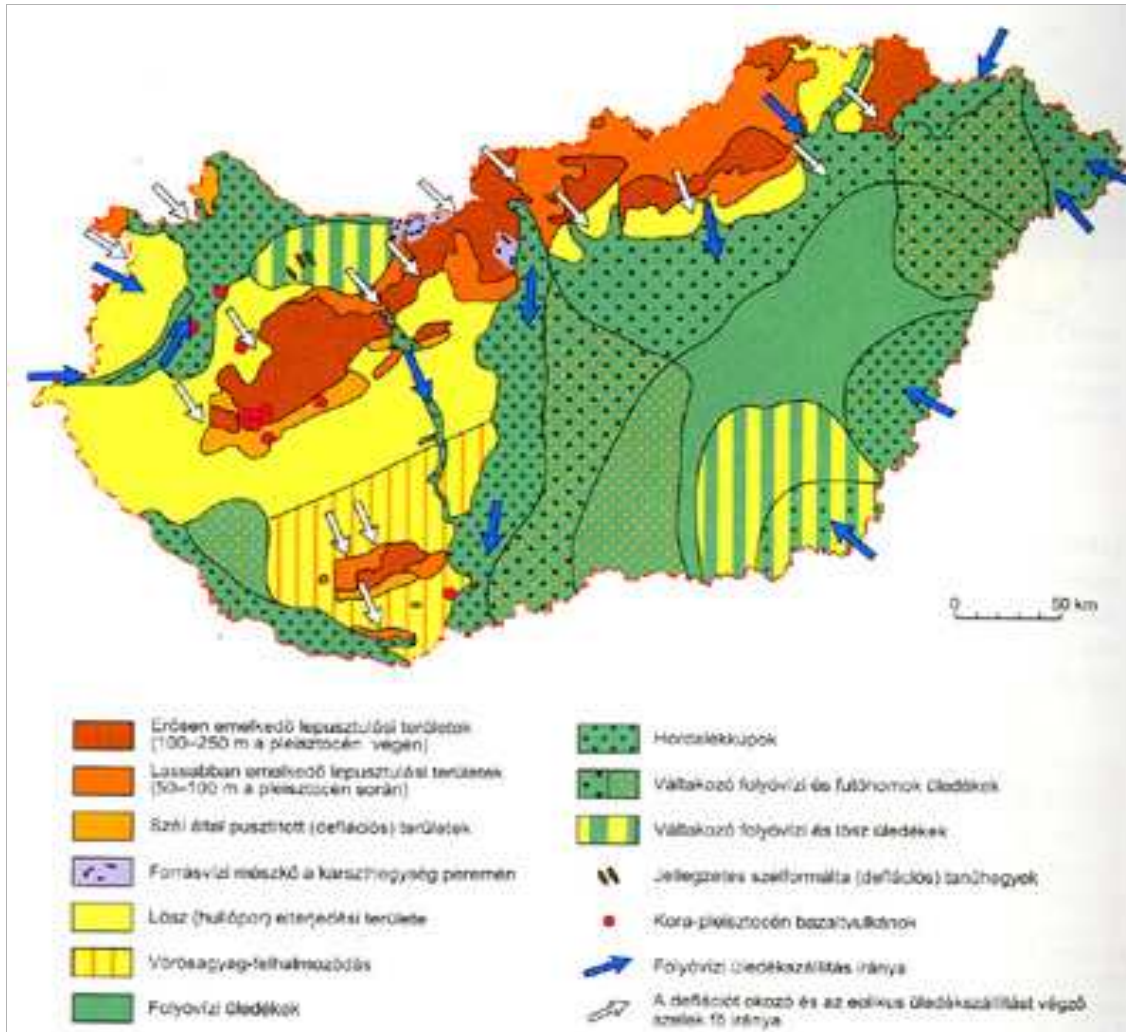 0 50 km
Erősen emelkedő lepusztulási területek
(100–250 m a pleisztocén végén)
Lassabban emelkedő lepusztulási területek
(50–100 m a pleisztocén során)
Szél által pusztított (deflációs) területek
Forrásvízi mészkő a karszthegység peremén
Lösz (hullópor) elterjedési területe
Vörösagyag-felhalmozódás
Folyóvízi üledékek
Hordalékkúpok
Váltakozó folyóvízi és futóhomok üledékek
Váltakozó folyóvízi és lösz üledékek
Jellegzetes szélformálta (deflációs) tanúhegyek
Kora-pleisztocén bazaltvulkánok
Folyóvízi üledékszállítás iránya
A deflációt okozó és az eolikus üledékszállítást végző
szelek fő iránya